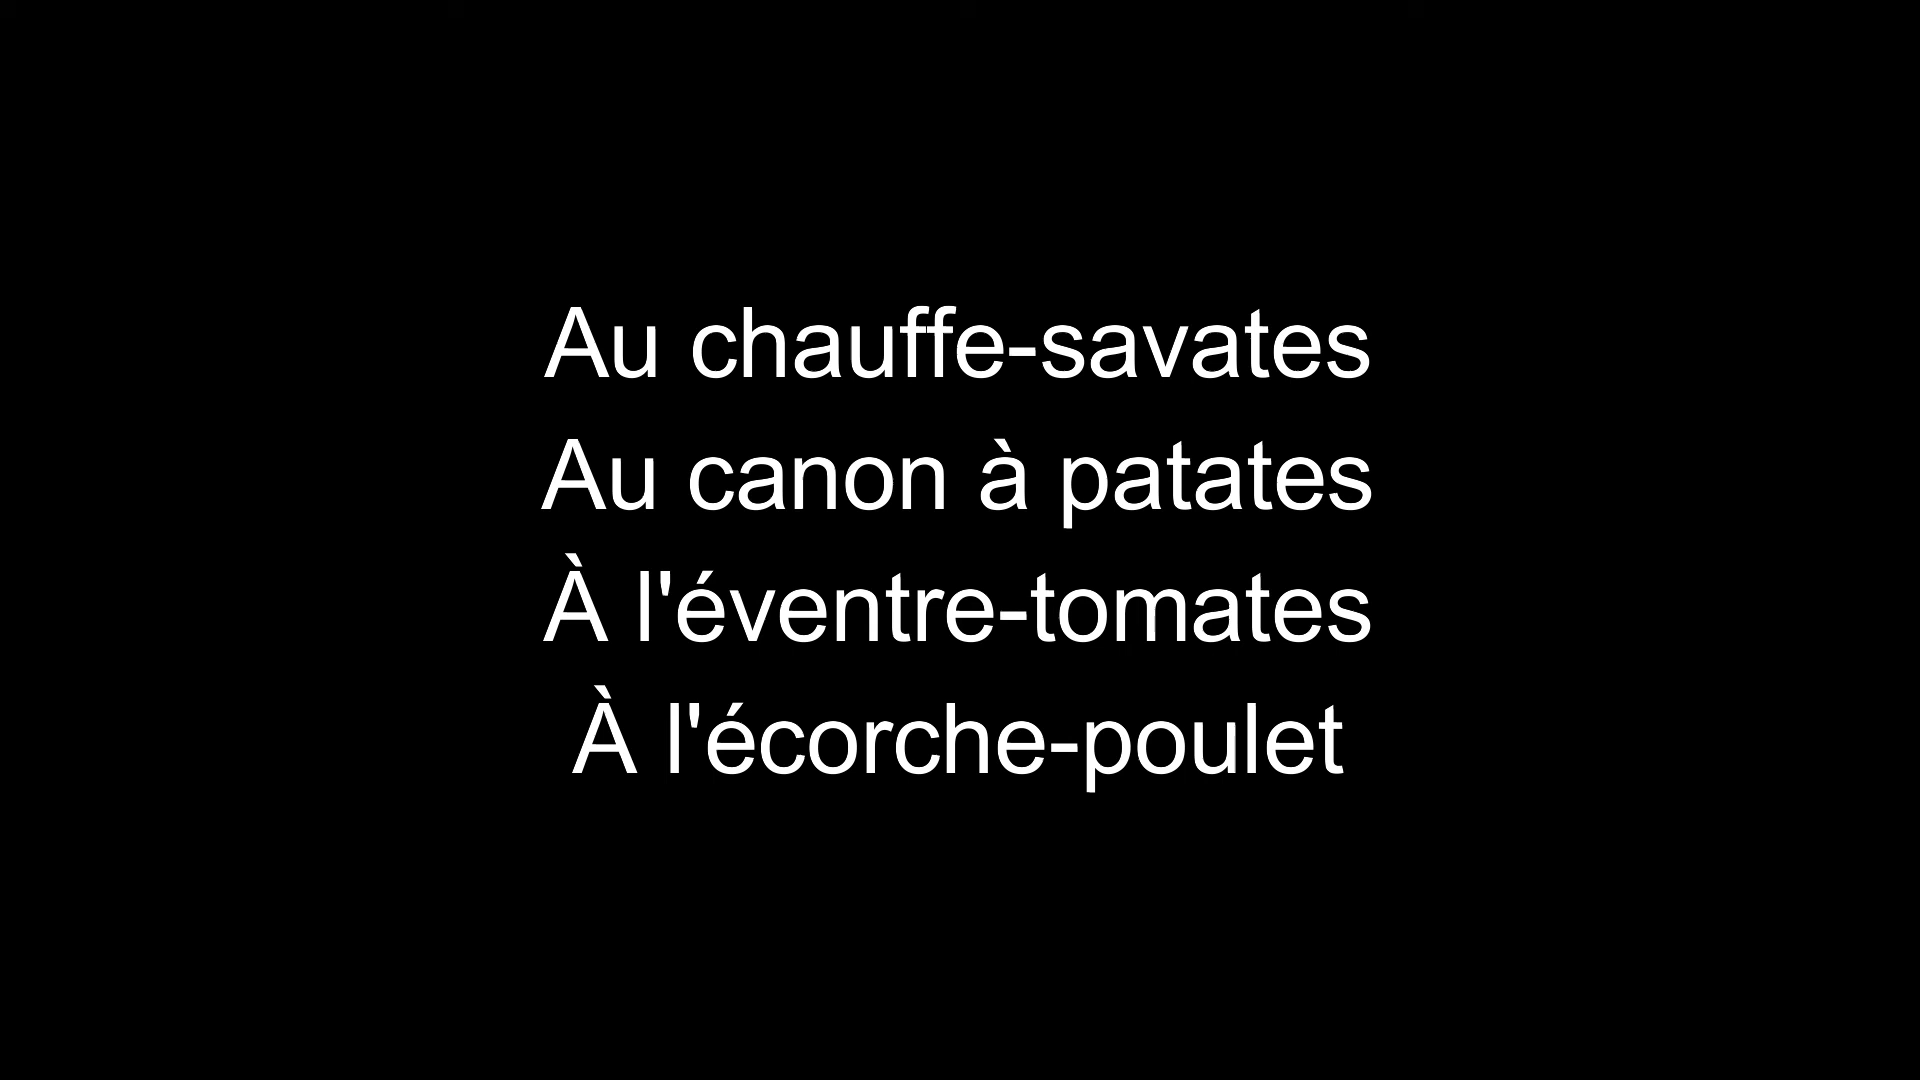 Au chauffe-savates
Au canon à patates
À l'éventre-tomates
À l'écorche-poulet